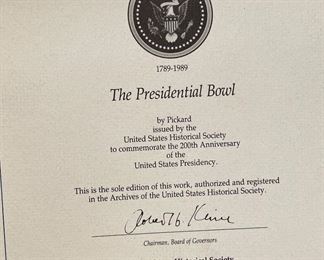 1789-1989
The Presidential Bowl
by Pickard
issued by the
United States Historical Society
to commemorate the 200th Anniversary
of the
United States Presidency.
This is the sole edition of this work, authorized and registered
in the Archives of the United States Historical Society.
Chairman, Board of Governors
Historical Society